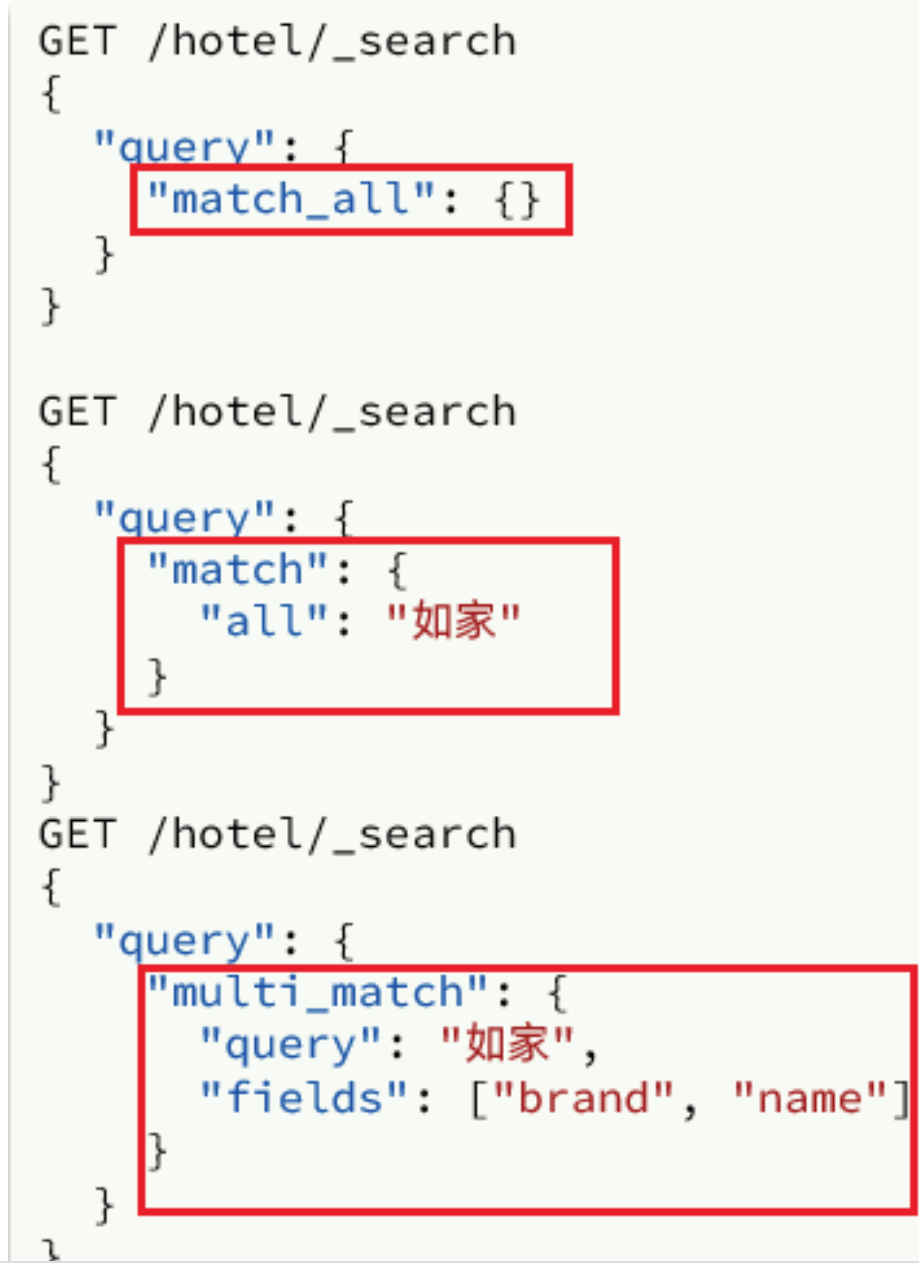 GET /hotel/_search
{
  "query": {
    "match_all": {}
  }
}
GET /hotel/_search
{
  "query": {
    "match": {
      "all": "如家"
    }
  }
}
GET /hotel/_search
{
  "query": {
    "multi_match": {
      "query": "如家",
      "fields": ["brand", "name"]
    }
  }
}